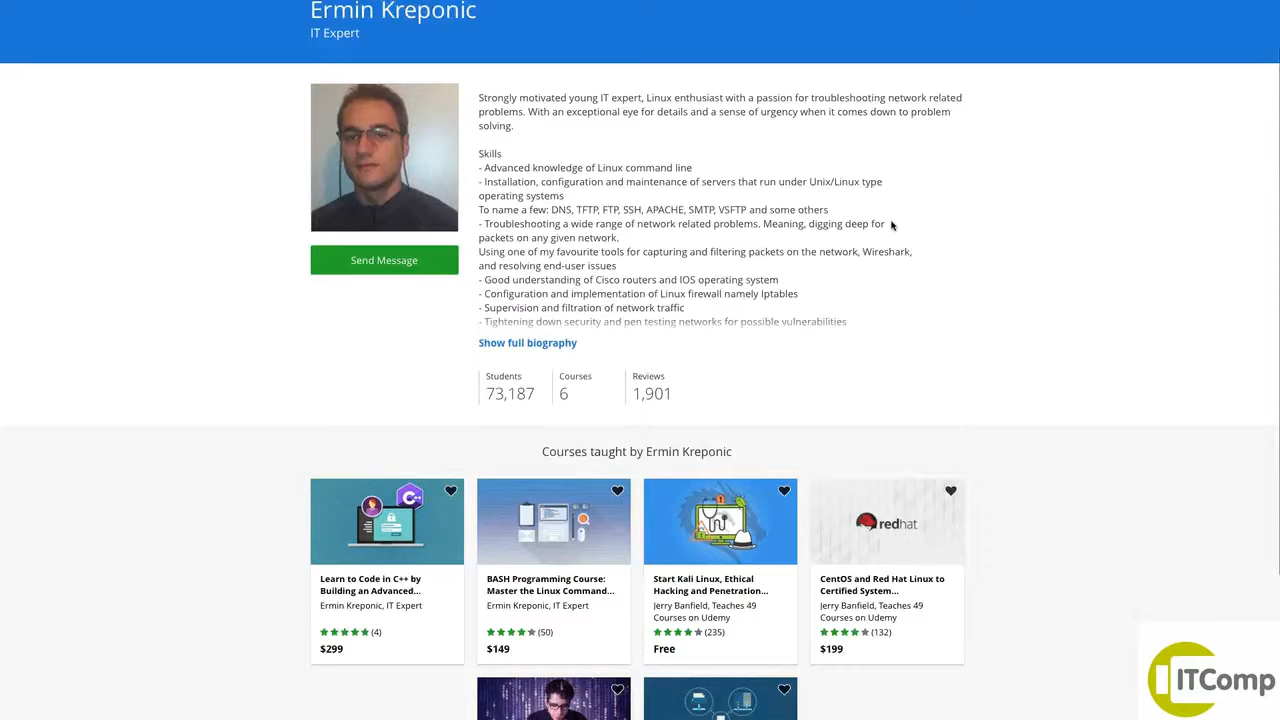 Ermin Kreponic
IT Expert
Strongly motivated young IT expert, Linux enthusiast with a passion for troubleshooting network related
problems. With an exceptional eye for details and a sense of urgency when it comes down to problem
solving.
Skills
- Advanced knowledge of Linux command line
- Installation, configuration and maintenance of servers that run under Unix/Linux type
operating systems
To name a few: DNS, TFTP, FTP, SSH, APACHE, SMTP, VSFTP and some others
- Troubleshooting a wide range of network related problems. Meaning, digging deep for
packets on any given network.
Using one of my favourite tools for capturing and filtering packets on the network, Wireshark,
and resolving end-user issues
- Good understanding of Cisco routers and IOS operating system
- Configuration and implementation of Linux firewall namely Iptables
- Supervision and filtration of network traffic
- Tightening down security and pen testing networks for possible vulnerabilities
Send Message
Show full biography
Students
73,187
Courses
6
Reviews
1,901
Courses taught by Ermin Kreponic
Learn to Code in C++ by
Building an Advanced...
Ermin Kreponic, IT Expert
(4)
$299
BASH Programming Course:
Master the Linux Command...
Ermin Kreponic, IT Expert
(50)
$149
Start Kali Linux, Ethical
Hacking and Penetration...
Jerry Banfield, Teaches 49
Courses on Udemy
(235)
Free
redhat
CentOS and Red Hat Linux to
Certified System...
Jerry Banfield, Teaches 49
Courses on Udemy
(132)
$199
ITComp